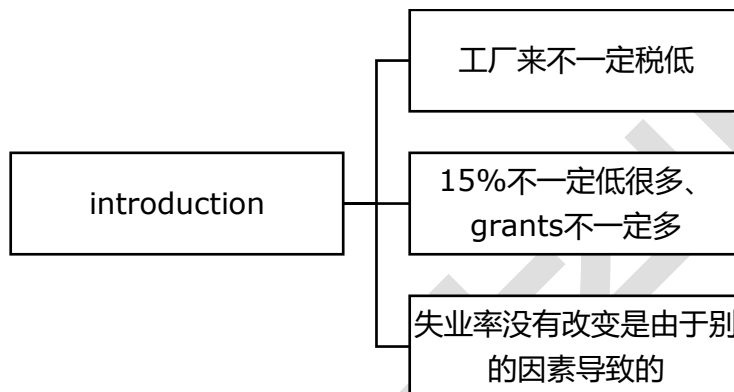 工厂来不一定税低
introduction
15%不一定低很多、
grants不一定多
失业率没有改变是由于别
的因素导致的